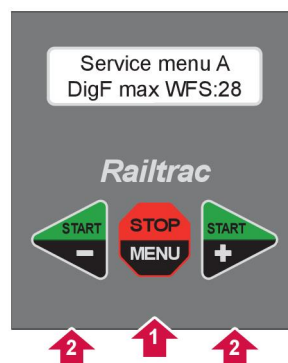 Service menu A
DigF max WFS:28
Railtrac
START
STOP
START
−
MENU
+
2
1
2